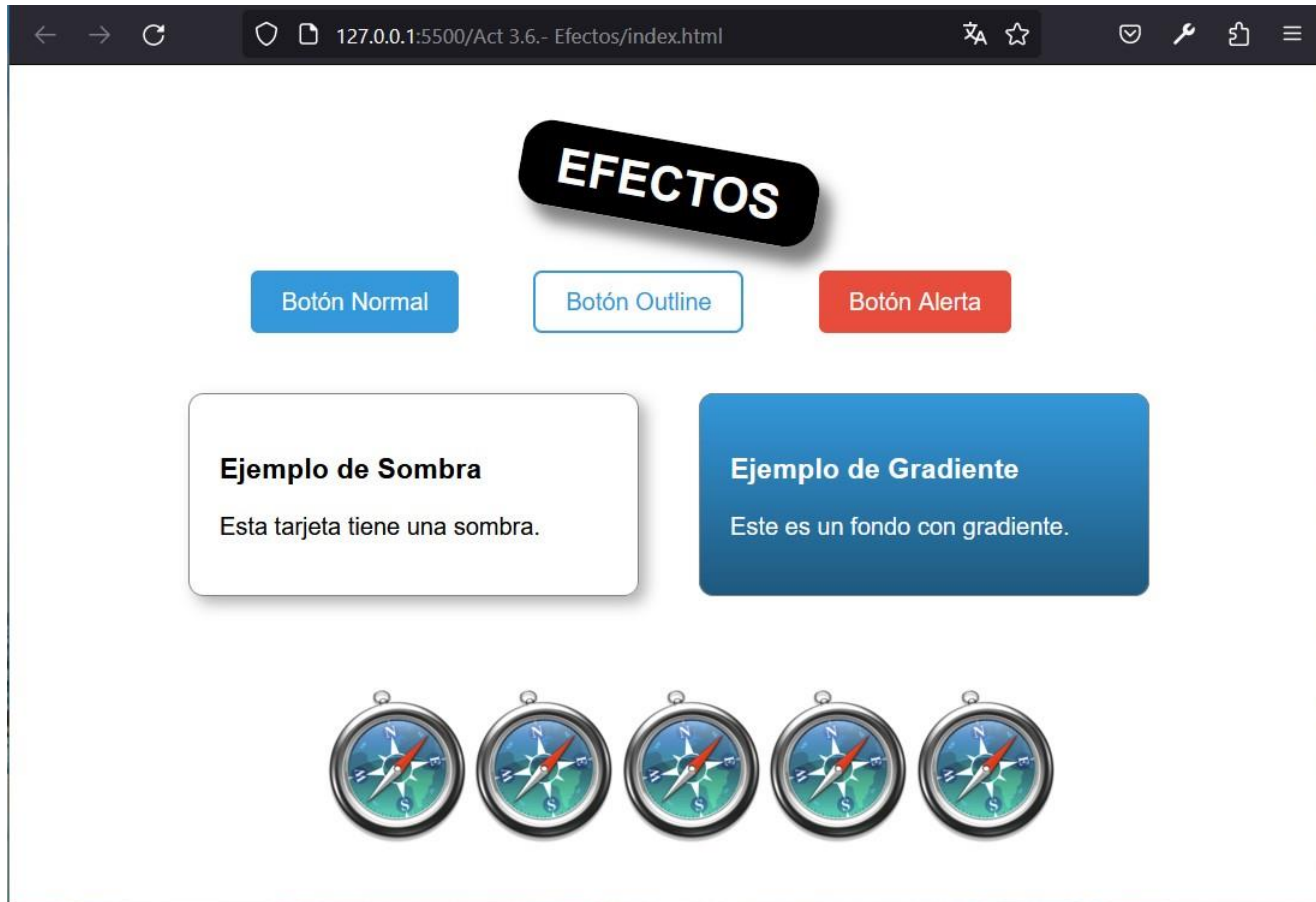 127.0.0.1:5500/Act 3.6.- Efectos/index.html
EFECTOS
Botón Normal
Botón Outline
Botón Alerta
Ejemplo de Sombra
Esta tarjeta tiene una sombra.
Ejemplo de Gradiente
Este es un fondo con gradiente.
N E S W
N E S W
N E S W
N E S W
N E S W